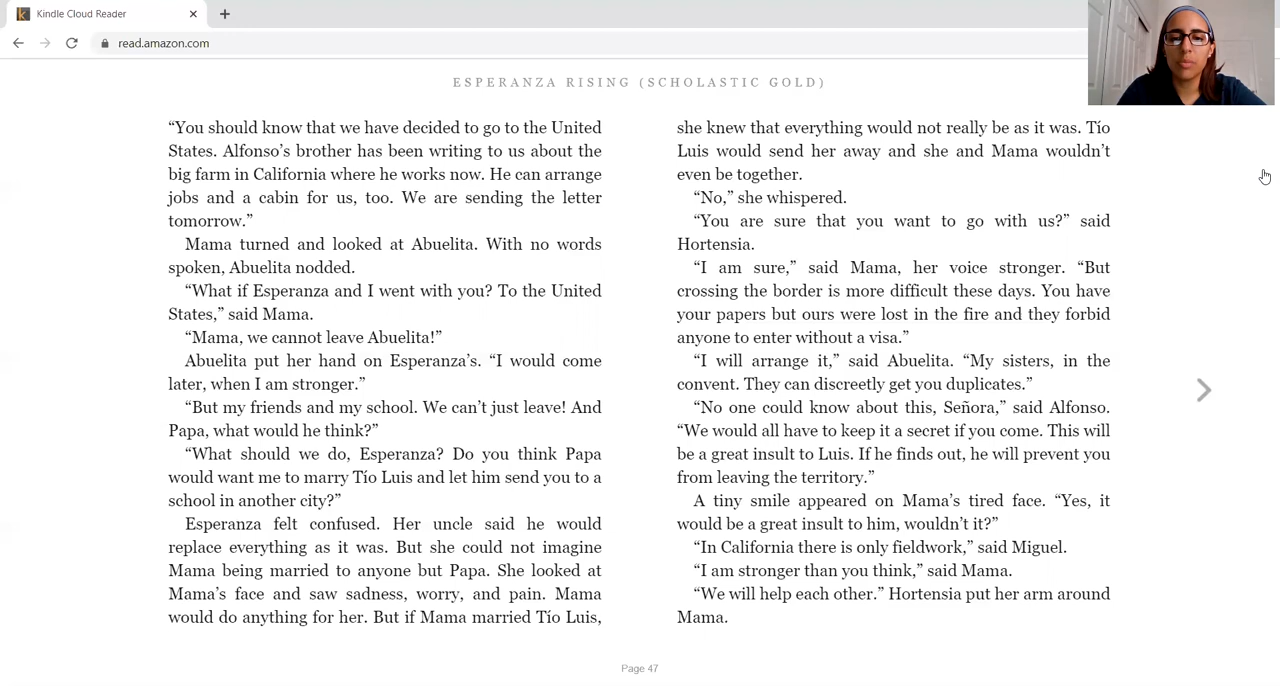 Kindle Cloud Reader
read.amazon.com
ESPERANZA RISING (SCHOLASTIC GOLD)
“You should know that we have decided to go to the United
States. Alfonso’s brother has been writing to us about the
big farm in California where he works now. He can arrange
jobs and a cabin for us, too. We are sending the letter
tomorrow.”
Mama turned and looked at Abuelita. With no words
spoken, Abuelita nodded.
“What if Esperanza and I went with you? To the United
States,” said Mama.
“Mama, we cannot leave Abuelita!”
Abuelita put her hand on Esperanza’s. “I would come
later, when I am stronger.”
“But my friends and my school. We can’t just leave! And
Papa, what would he think?”
“What should we do, Esperanza? Do you think Papa
would want me to marry Tío Luis and let him send you to a
school in another city?”
Esperanza felt confused. Her uncle said he would
replace everything as it was. But she could not imagine
Mama being married to anyone but Papa. She looked at
Mama’s face and saw sadness, worry, and pain. Mama
would do anything for her. But if Mama married Tío Luis,
she knew that everything would not really be as it was. Tío
Luis would send her away and she and Mama wouldn’t
even be together.
“No,” she whispered.
“You are sure that you want to go with us?” said
Hortensia.
“I am sure,” said Mama, her voice stronger. “But
crossing the border is more difficult these days. You have
your papers but ours were lost in the fire and they forbid
anyone to enter without a visa.”
“I will arrange it,” said Abuelita. “My sisters, in the
convent. They can discreetly get you duplicates.”
“No one could know about this, Señora,” said Alfonso.
“We would all have to keep it a secret if you come. This will
be a great insult to Luis. If he finds out, he will prevent you
from leaving the territory.”
A tiny smile appeared on Mama’s tired face. “Yes, it
would be a great insult to him, wouldn’t it?”
“In California there is only fieldwork,” said Miguel.
“I am stronger than you think,” said Mama.
“We will help each other.” Hortensia put her arm around
Mama.
Page 47